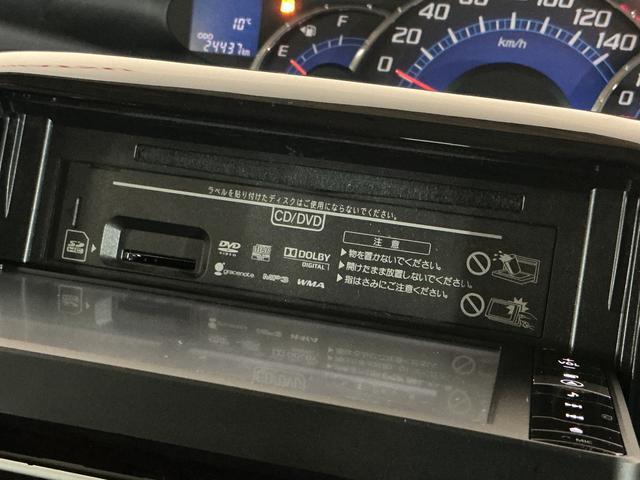 10℃
ODO 24437km
E F
0 20 40 60 80 100 120 140
km/h
ラベルを貼り付けたディスクはご使用にならないでください。
CD/DVD
注 意
▶物を置かないでください。
▶開けたまま放置しないでください。
▶指はさみにご注意ください。
SD
DVD VIDEO
DOLBY DIGITAL
gracenote MP3 WMA
MIC